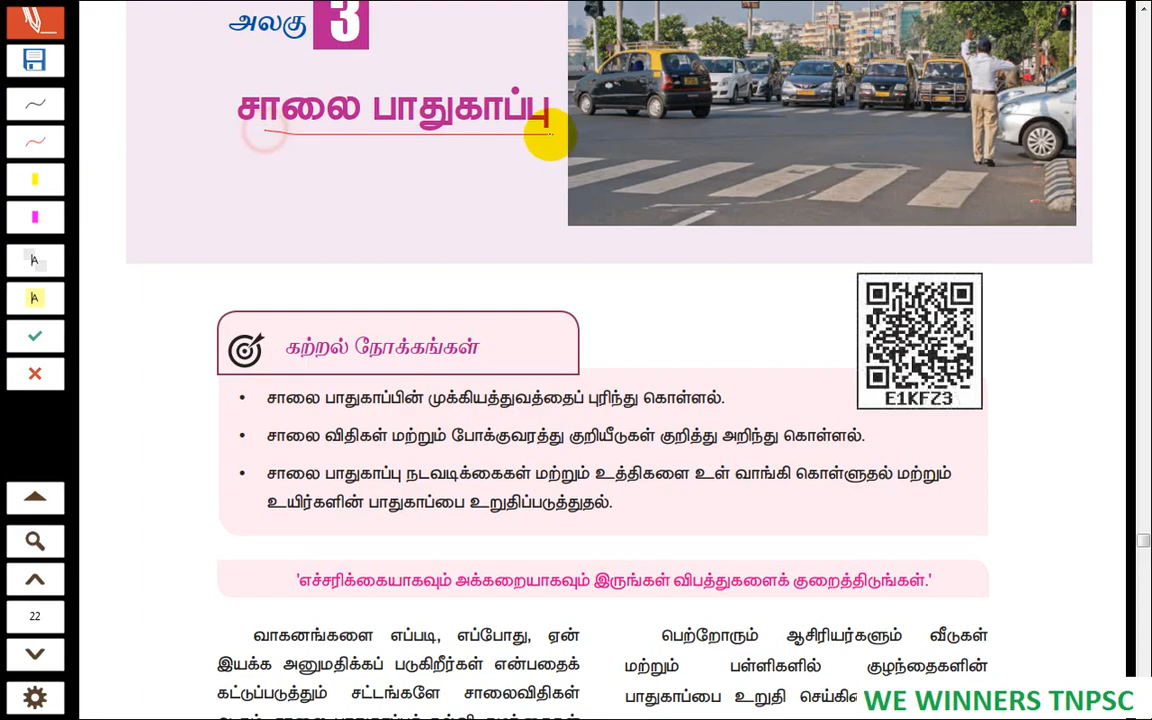 அலகு 3
சாலை பாதுகாப்பு
E1KFZ3
கற்றல் நோக்கங்கள்
• சாலை பாதுகாப்பின் முக்கியத்துவத்தைப் புரிந்து கொள்ளல்.
• சாலை விதிகள் மற்றும் போக்குவரத்து குறியீடுகள் குறித்து அறிந்து கொள்ளல்.
• சாலை பாதுகாப்பு நடவடிக்கைகள் மற்றும் உத்திகளை உள் வாங்கி கொள்ளுதல் மற்றும்
உயிர்களின் பாதுகாப்பை உறுதிப்படுத்துதல்.
'எச்சரிக்கையாகவும் அக்கறையாகவும் இருங்கள் விபத்துகளைக் குறைத்திடுங்கள்.'
வாகனங்களை எப்படி, எப்போது, ஏன்
இயக்க அனுமதிக்கப் படுகிறீர்கள் என்பதைக்
கட்டுப்படுத்தும் சட்டங்களே சாலைவிதிகள்
பெற்றோரும் ஆசிரியர்களும் வீடுகள்
மற்றும் பள்ளிகளில் குழந்தைகளின்
பாதுகாப்பை உறுதி
22
WE WINNERS TNPSC